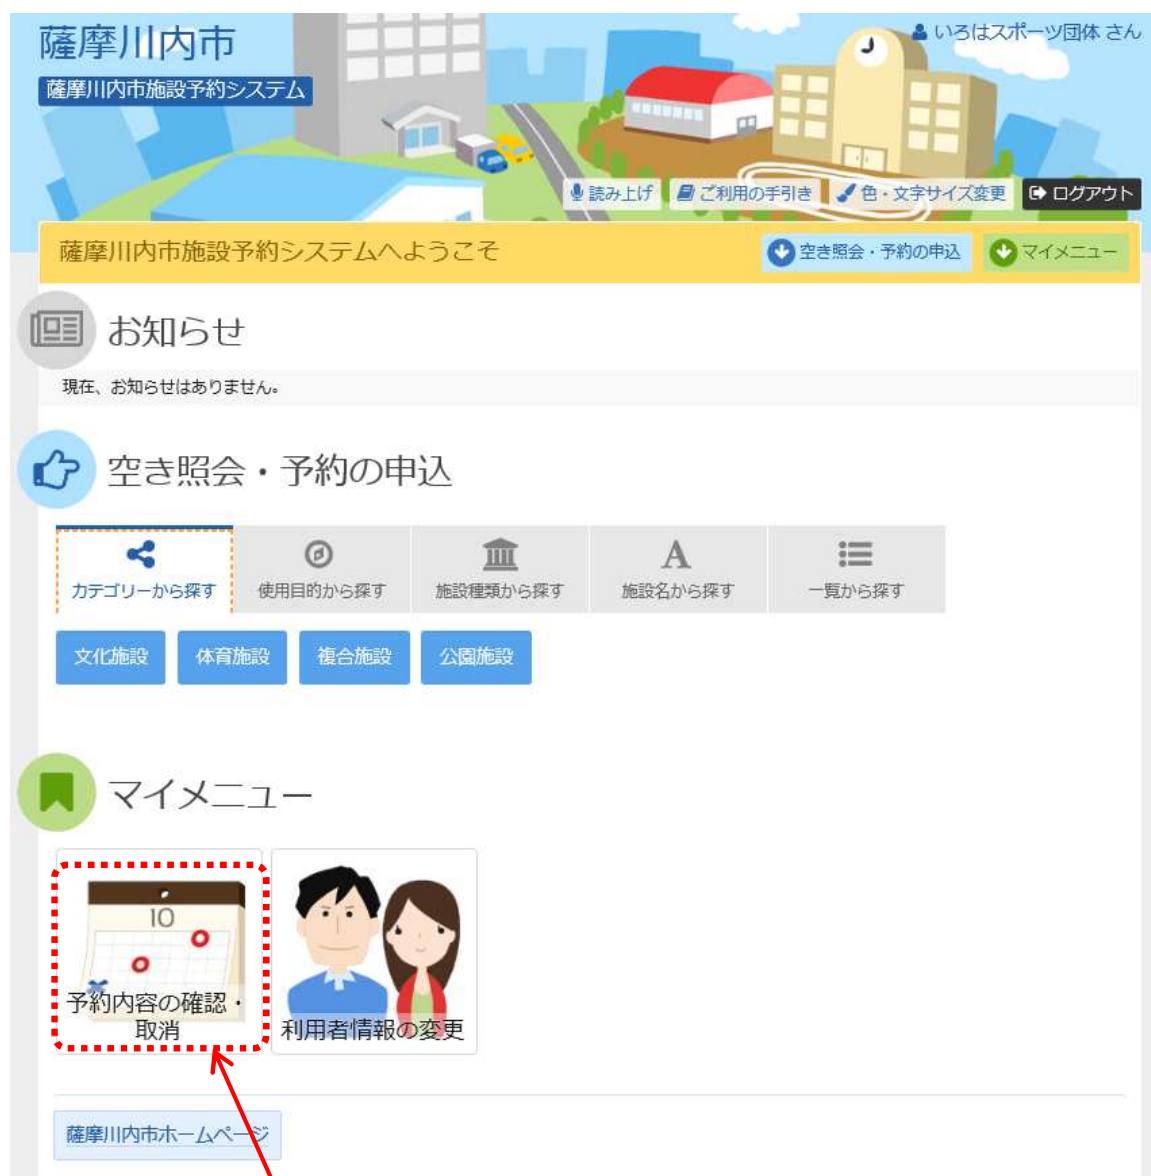 薩摩川内市
いろはスポーツ団体 さん
薩摩川内市施設予約システム
読み上げ ご利用の手引き 色・文字サイズ変更 ログアウト
薩摩川内市施設予約システムへようこそ 空き照会・予約の申込 マイメニュー
お知らせ
現在、お知らせはありません。
空き照会・予約の申込
カテゴリーから探す 使用目的から探す 施設種類から探す 施設名から探す 一覧から探す
文化施設 体育施設 複合施設 公園施設
マイメニュー
10
予約内容の確認・
取消
利用者情報の変更
薩摩川内市ホームページ